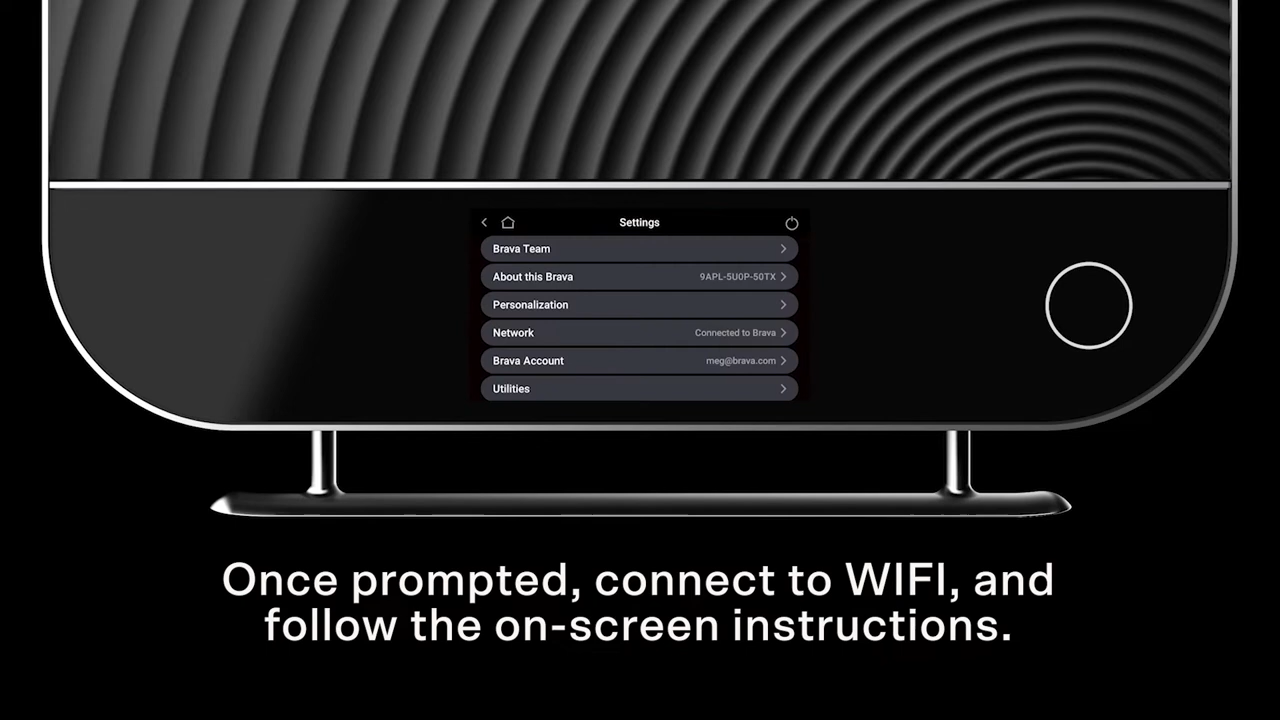 Settings
Brava Team
About this Brava 9APL-5U0P-50TX
Personalization
Network Connected to Brava
Brava Account meg@brava.com
Utilities
Once prompted, connect to WIFI, and
follow the on-screen instructions.